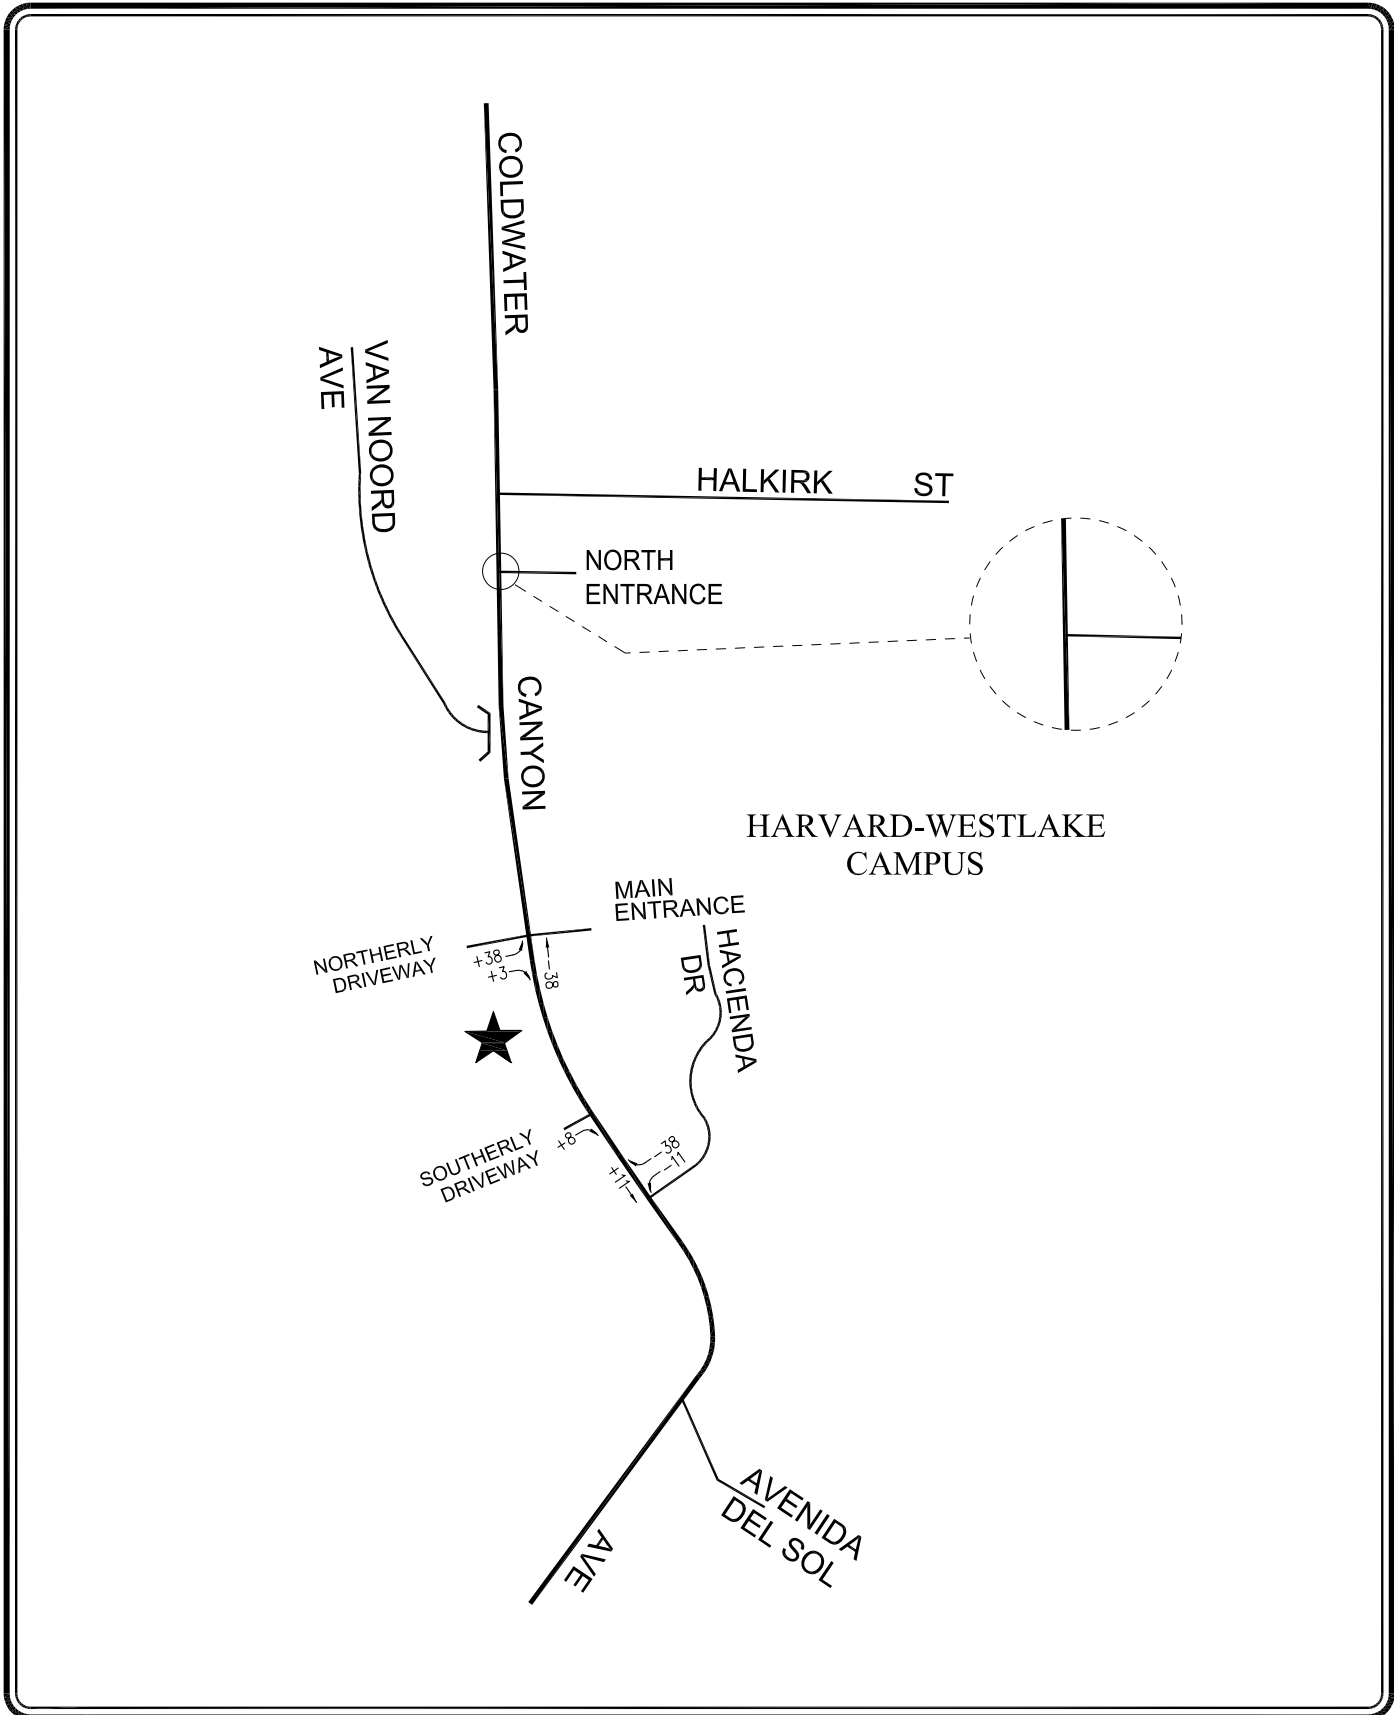 COLDWATER
VAN NOORD
AVE
HALKIRK ST
NORTH
ENTRANCE
CANYON
HARVARD-WESTLAKE
CAMPUS
MAIN
ENTRANCE
NORTHERLY
DRIVEWAY
+38
+3
-38
HACIENDA
DR
SOUTHERLY
DRIVEWAY
+8
-38
-11
+11
AVENIDA
DEL SOL
AVE